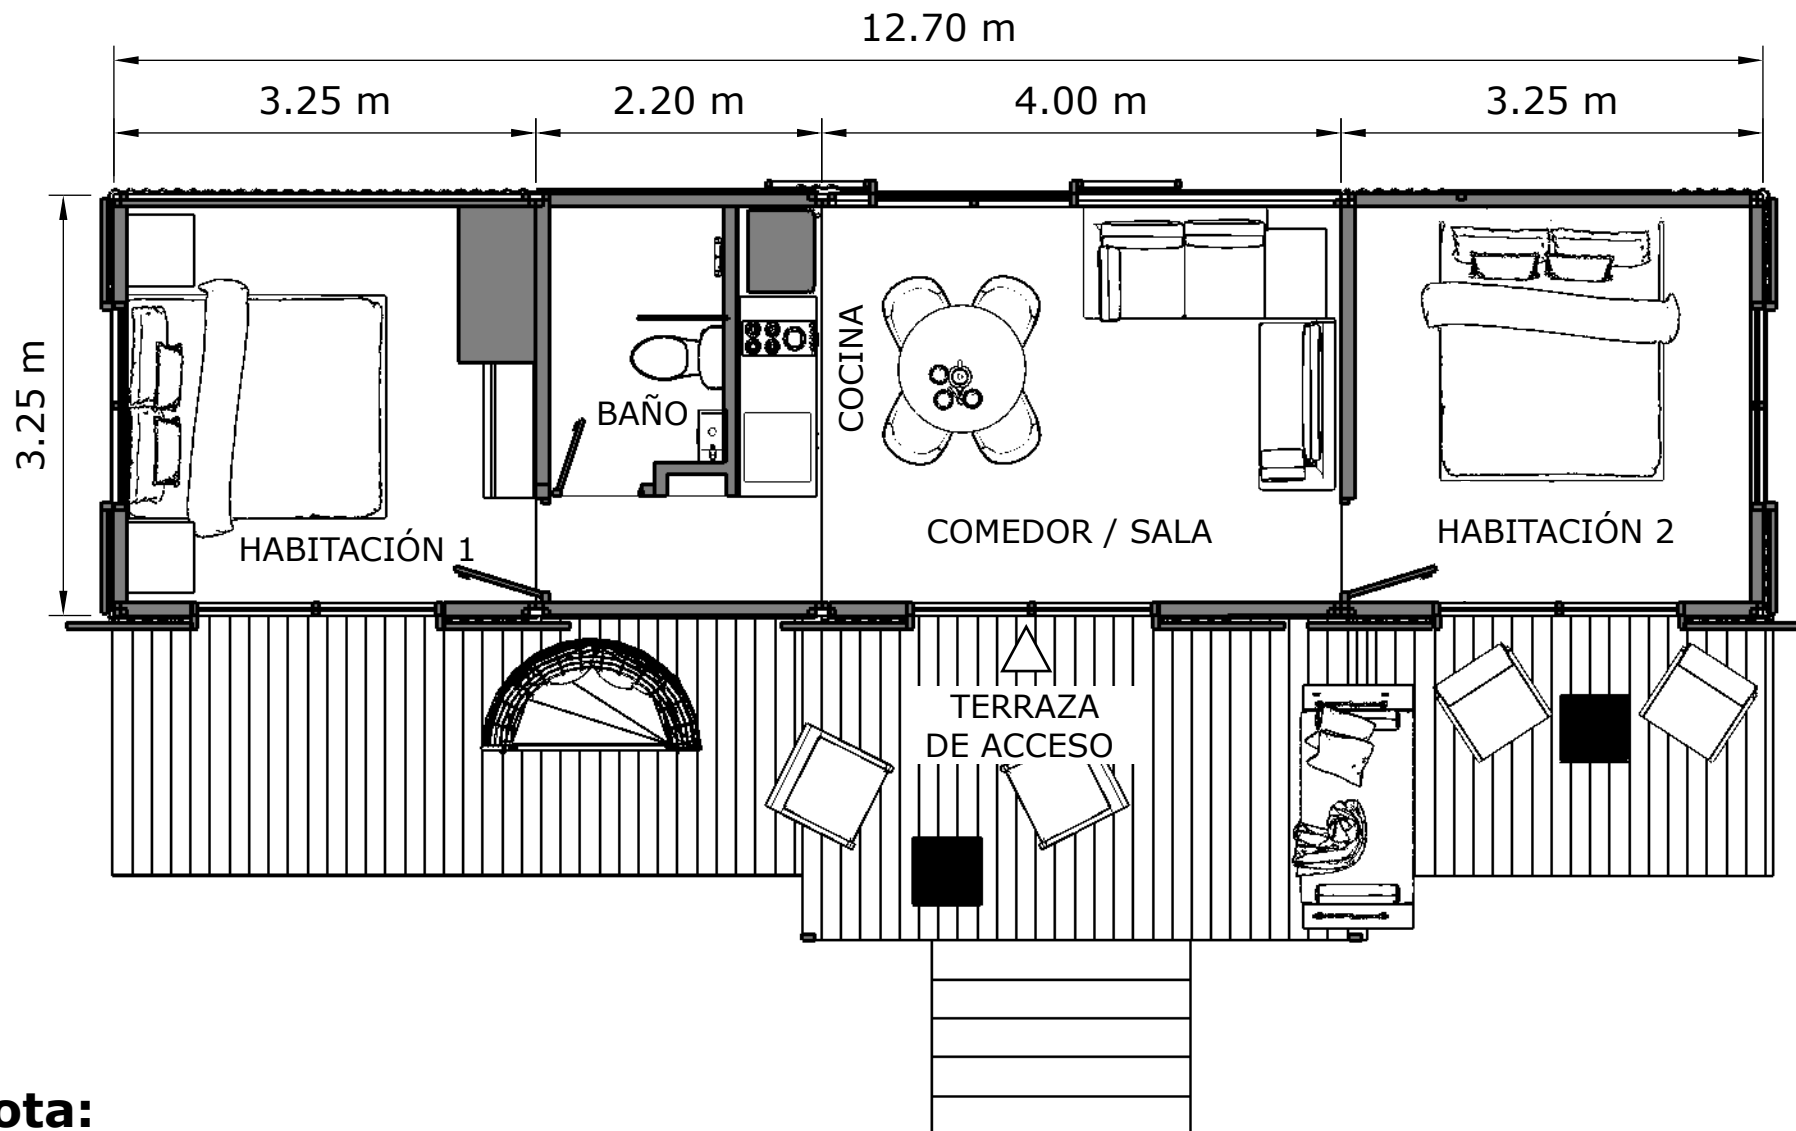 12.70 m
3.25 m
2.20 m
4.00 m
3.25 m
3.25 m
COCINA
BAÑO
HABITACIÓN 1
COMEDOR / SALA
HABITACIÓN 2
TERRAZA
DE ACCESO
ota: